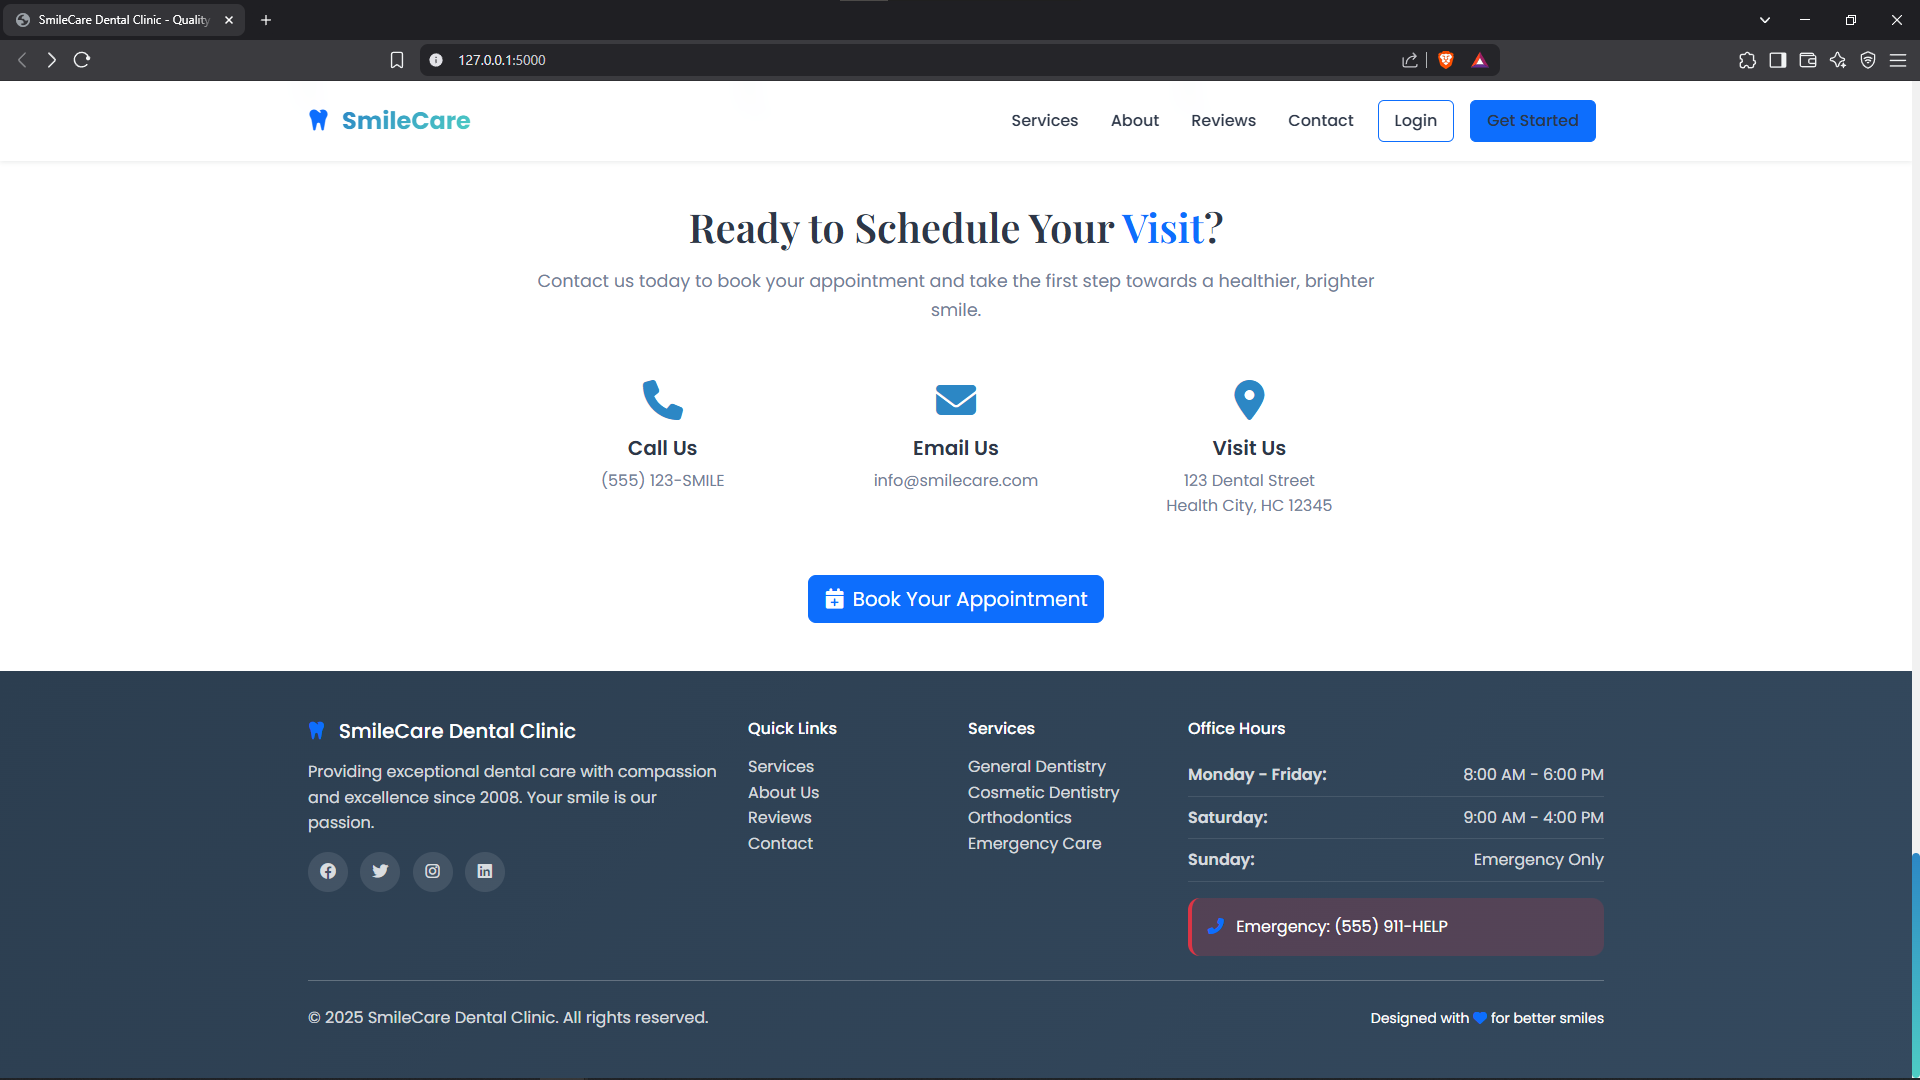 SmileCare Dental Clinic - Quality
127.0.0.1:5000
SmileCare
Services
About
Reviews
Contact
Login
Get Started
Ready to Schedule Your Visit?
Contact us today to book your appointment and take the first step towards a healthier, brighter
smile.
Call Us
(555) 123-SMILE
Email Us
info@smilecare.com
Visit Us
123 Dental Street
Health City, HC 12345
Book Your Appointment
SmileCare Dental Clinic
Providing exceptional dental care with compassion
and excellence since 2008. Your smile is our
passion.
Quick Links
Services
About Us
Reviews
Contact
Services
General Dentistry
Cosmetic Dentistry
Orthodontics
Emergency Care
Office Hours
Monday - Friday: 8:00 AM - 6:00 PM
Saturday: 9:00 AM - 4:00 PM
Sunday: Emergency Only
Emergency: (555) 911-HELP
© 2025 SmileCare Dental Clinic. All rights reserved.
Designed with for better smiles